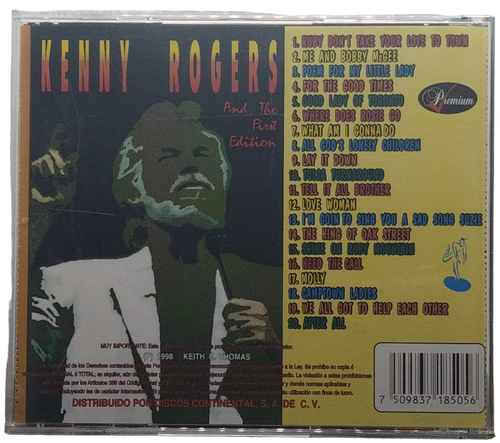 KENNY ROGERS
And The
First
Edition
1. RUBY DON'T TAKE YOUR LOVE TO TOWN
2. ME AND BOBBY McGEE
3. POEM FOR MY LITTLE LADY
4. FOR THE GOOD TIMES
5. GOOD LADY OF TORONTO
6. WHERE DOES ROSIE GO
7. WHAT AM I GONNA DO
8. ALL GOD'S LONELY CHILDREN
9. LAY IT DOWN
10. TULSA TURNAROUND
11. TELL IT ALL BROTHER
12. LOVE WOMAN
13. I'M GOIN TO SING YOU A SAD SONG SUZIE
14. THE KING OF OAK STREET
15. SHINE ON RUBY MOUNTAIN
16. HEED THE CALL
17. MOLLY
18. CAMPTOWN LADIES
19. WE ALL GOT TO HELP EACH OTHER
20. AFTER ALL
Premium
MUY IMPORTANTE: Este
(P) 1998 KEITH C. THOMAS
DISTRIBUIDO POR DISCOS CONTINENTAL, S. A. DE C. V.
7 509837 185056